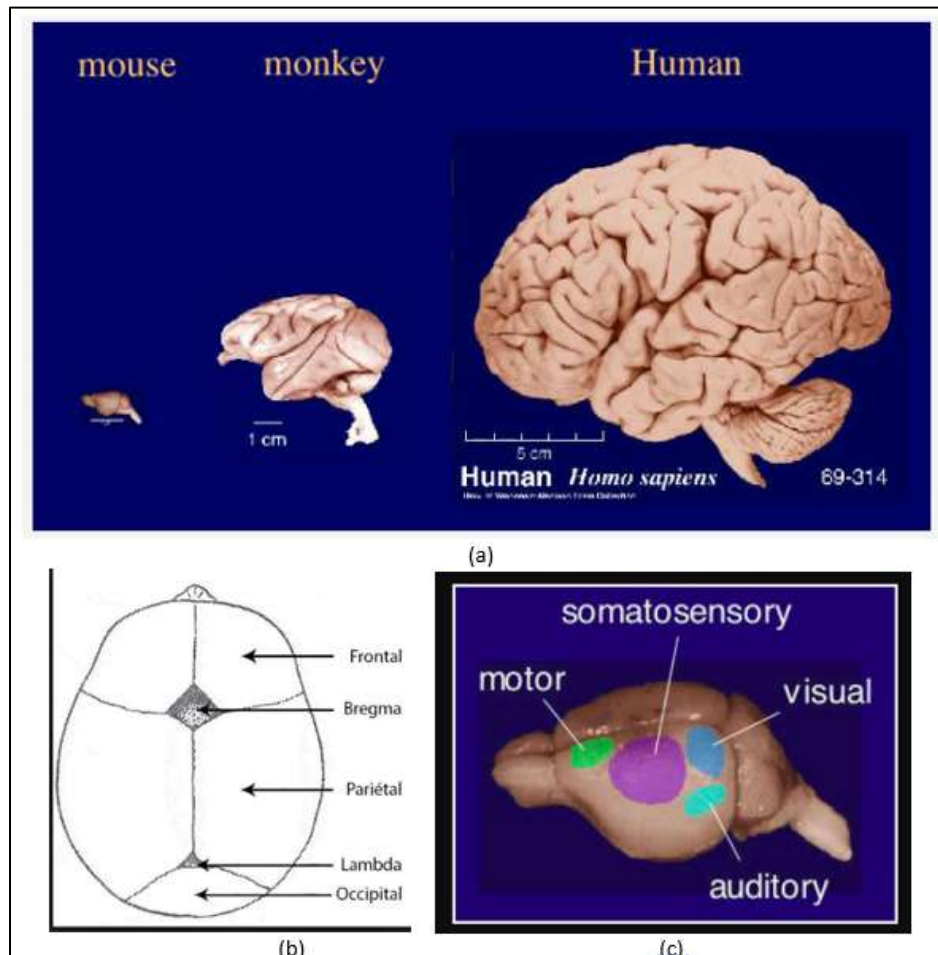 mouse monkey Human
1 cm
5 cm
Human Homo sapiens 69-314
(a)
Frontal
Bregma
Pariétal
Lambda
Occipital
(b)
somatosensory
motor
visual
auditory
(c)